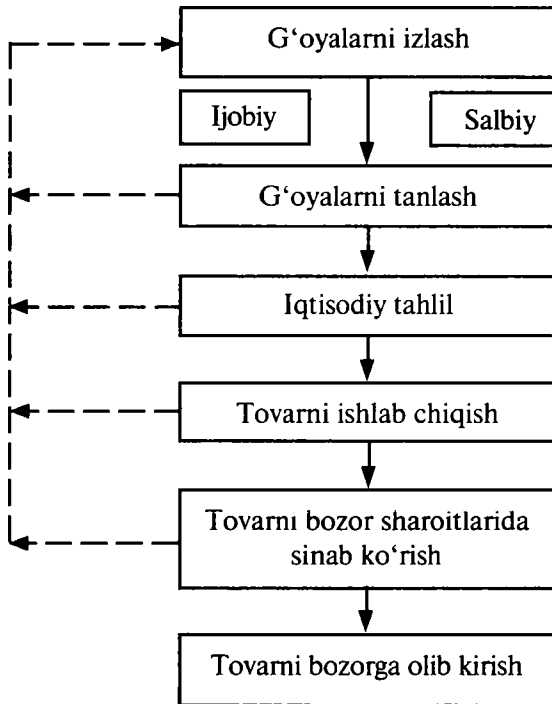 G‘oyalarni izlash
Ijobiy
Salbiy
G‘oyalarni tanlash
Iqtisodiy tahlil
Tovarni ishlab chiqish
Tovarnı bozor sharoitlarida
sinab ko‘rish
Tovarni bozorga olib kirish